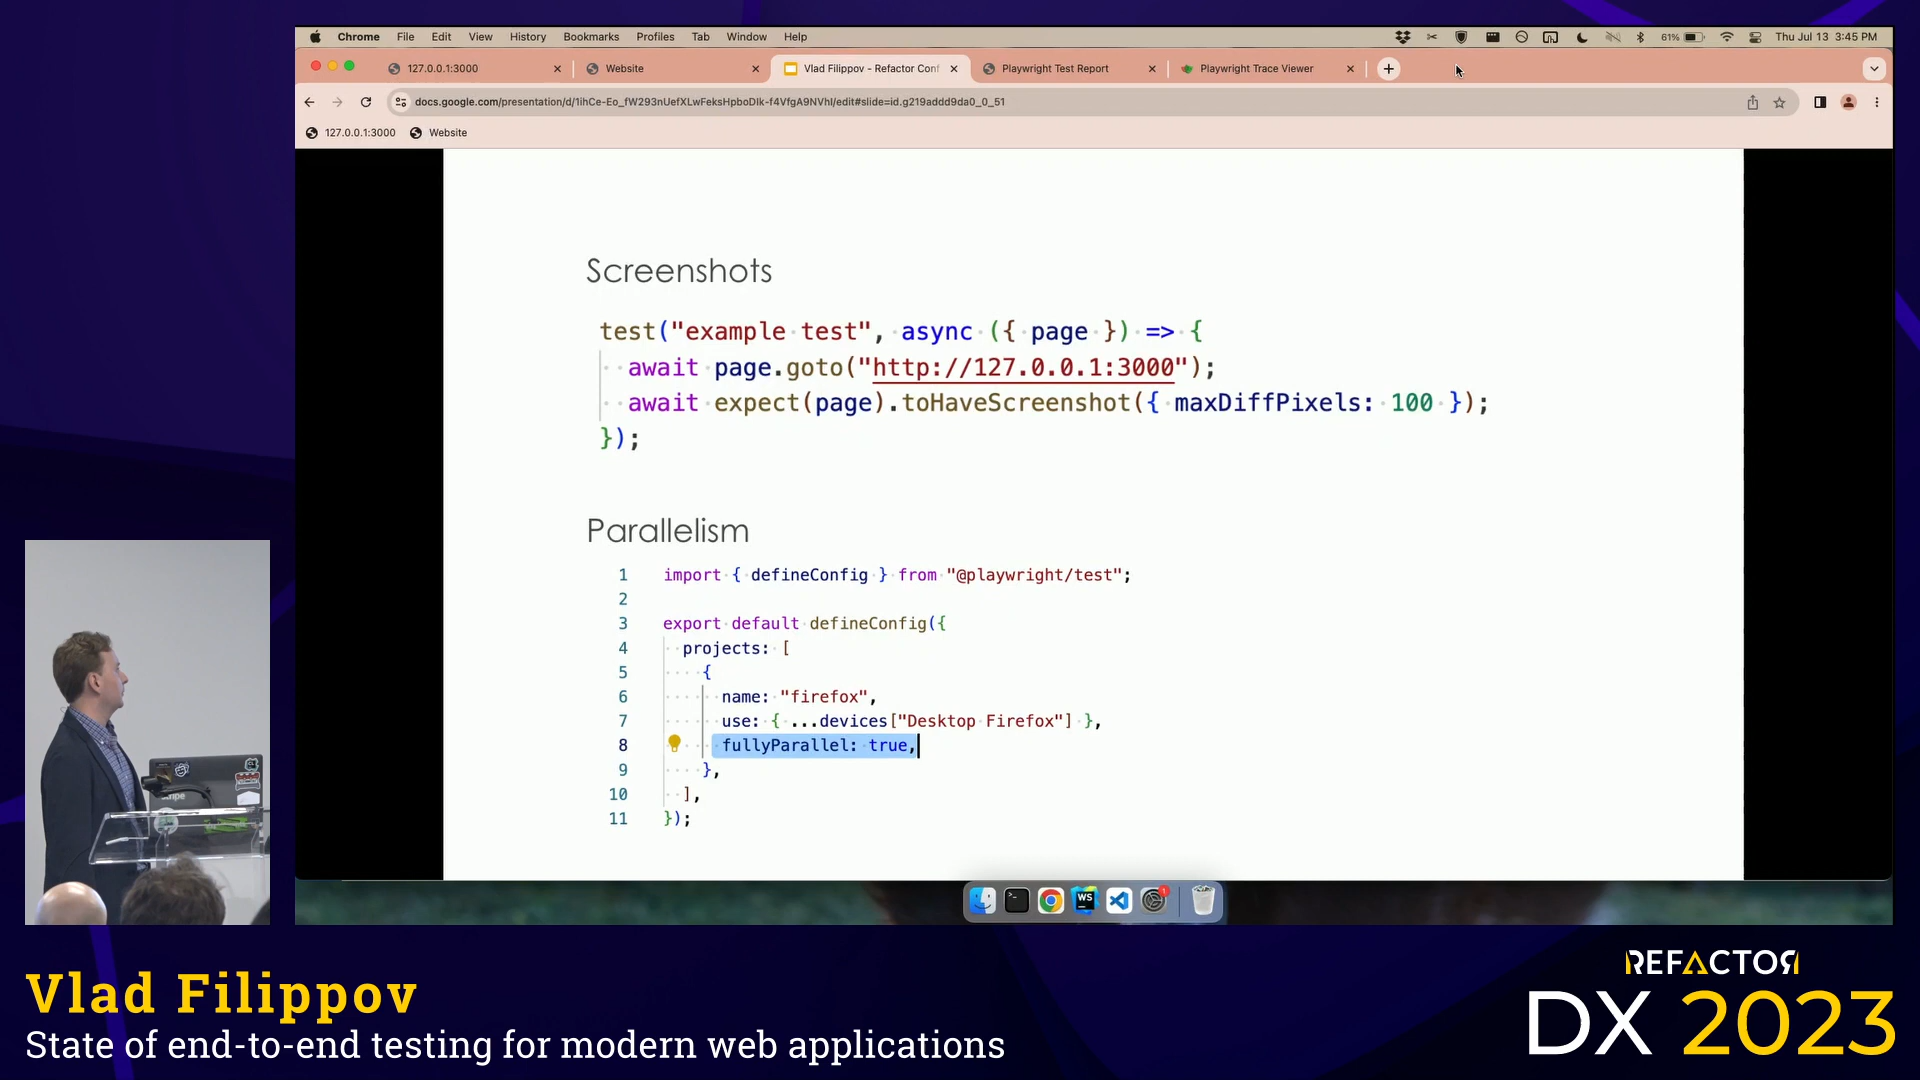 Chrome File Edit View History Bookmarks Profiles Tab Window Help 61% Thu Jul 13 3:45 PM
127.0.0.1:3000 Website Vlad Filippov - Refactor Conf Playwright Test Report Playwright Trace Viewer
docs.google.com/presentation/d/1ihCe-Eo_fW293nUefXLwFeksHpboDIk-f4VfgA9NVhI/edit#slide=id.g219addd9da0_0_51
127.0.0.1:3000 Website
Screenshots
test("example test", async ({ page }) => {
await page.goto("http://127.0.0.1:3000");
await expect(page).toHaveScreenshot({ maxDiffPixels: 100 });
});
Parallelism
1 import { defineConfig } from "@playwright/test";
2
3 export default defineConfig({
4 projects: [
5 {
6 name: "firefox",
7 use: { ...devices["Desktop Firefox"] },
8 fullyParallel: true,
9 },
10 ],
11 });
WS
1
stripe
Vlad Filippov
State of end-to-end testing for modern web applications
REFACTOR
DX 2023